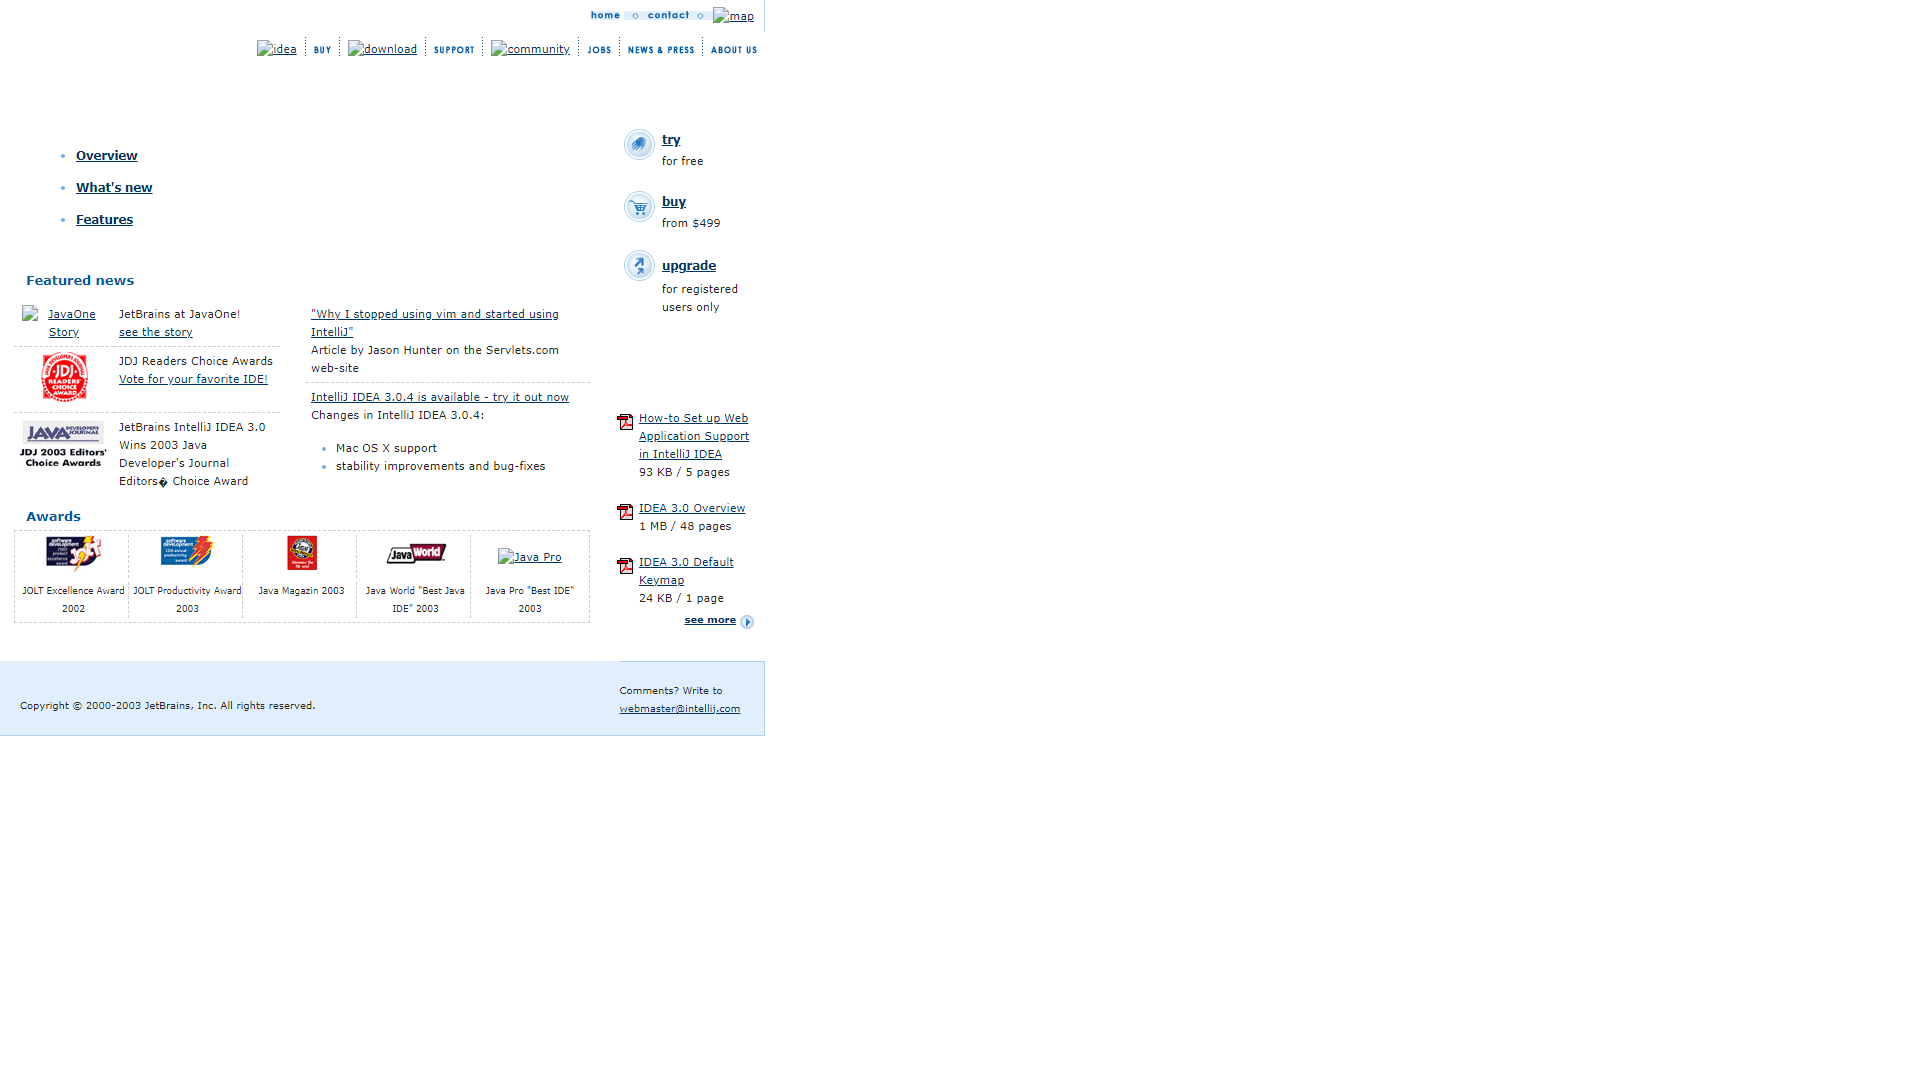 home contact map
idea BUY download SUPPORT community JOBS NEWS & PRESS ABOUT US
Overview
What's new
Features
try
for free
buy
from $499
upgrade
for registered
users only
Featured news
JavaOne
Story
JetBrains at JavaOne!
see the story
JDJ
READERS'
CHOICE
AWARD
JDJ Readers Choice Awards
Vote for your favorite IDE!
JAVA DEVELOPERS JOURNAL
JDJ 2003 Editors'
Choice Awards
JetBrains IntelliJ IDEA 3.0
Wins 2003 Java
Developer's Journal
Editors� Choice Award
"Why I stopped using vim and started using
IntelliJ"
Article by Jason Hunter on the Servlets.com
web-site
IntelliJ IDEA 3.0.4 is available - try it out now
Changes in IntelliJ IDEA 3.0.4:
Mac OS X support
stability improvements and bug-fixes
How-to Set up Web
Application Support
in IntelliJ IDEA
93 KB / 5 pages
IDEA 3.0 Overview
1 MB / 48 pages
IDEA 3.0 Default
Keymap
24 KB / 1 page
see more
Awards
JavaWorld
Java Pro
JOLT Excellence Award
2002
JOLT Productivity Award
2003
Java Magazin 2003
Java World "Best Java
IDE" 2003
Java Pro "Best IDE"
2003
Copyright © 2000-2003 JetBrains, Inc. All rights reserved.
Comments? Write to
webmaster@intellij.com